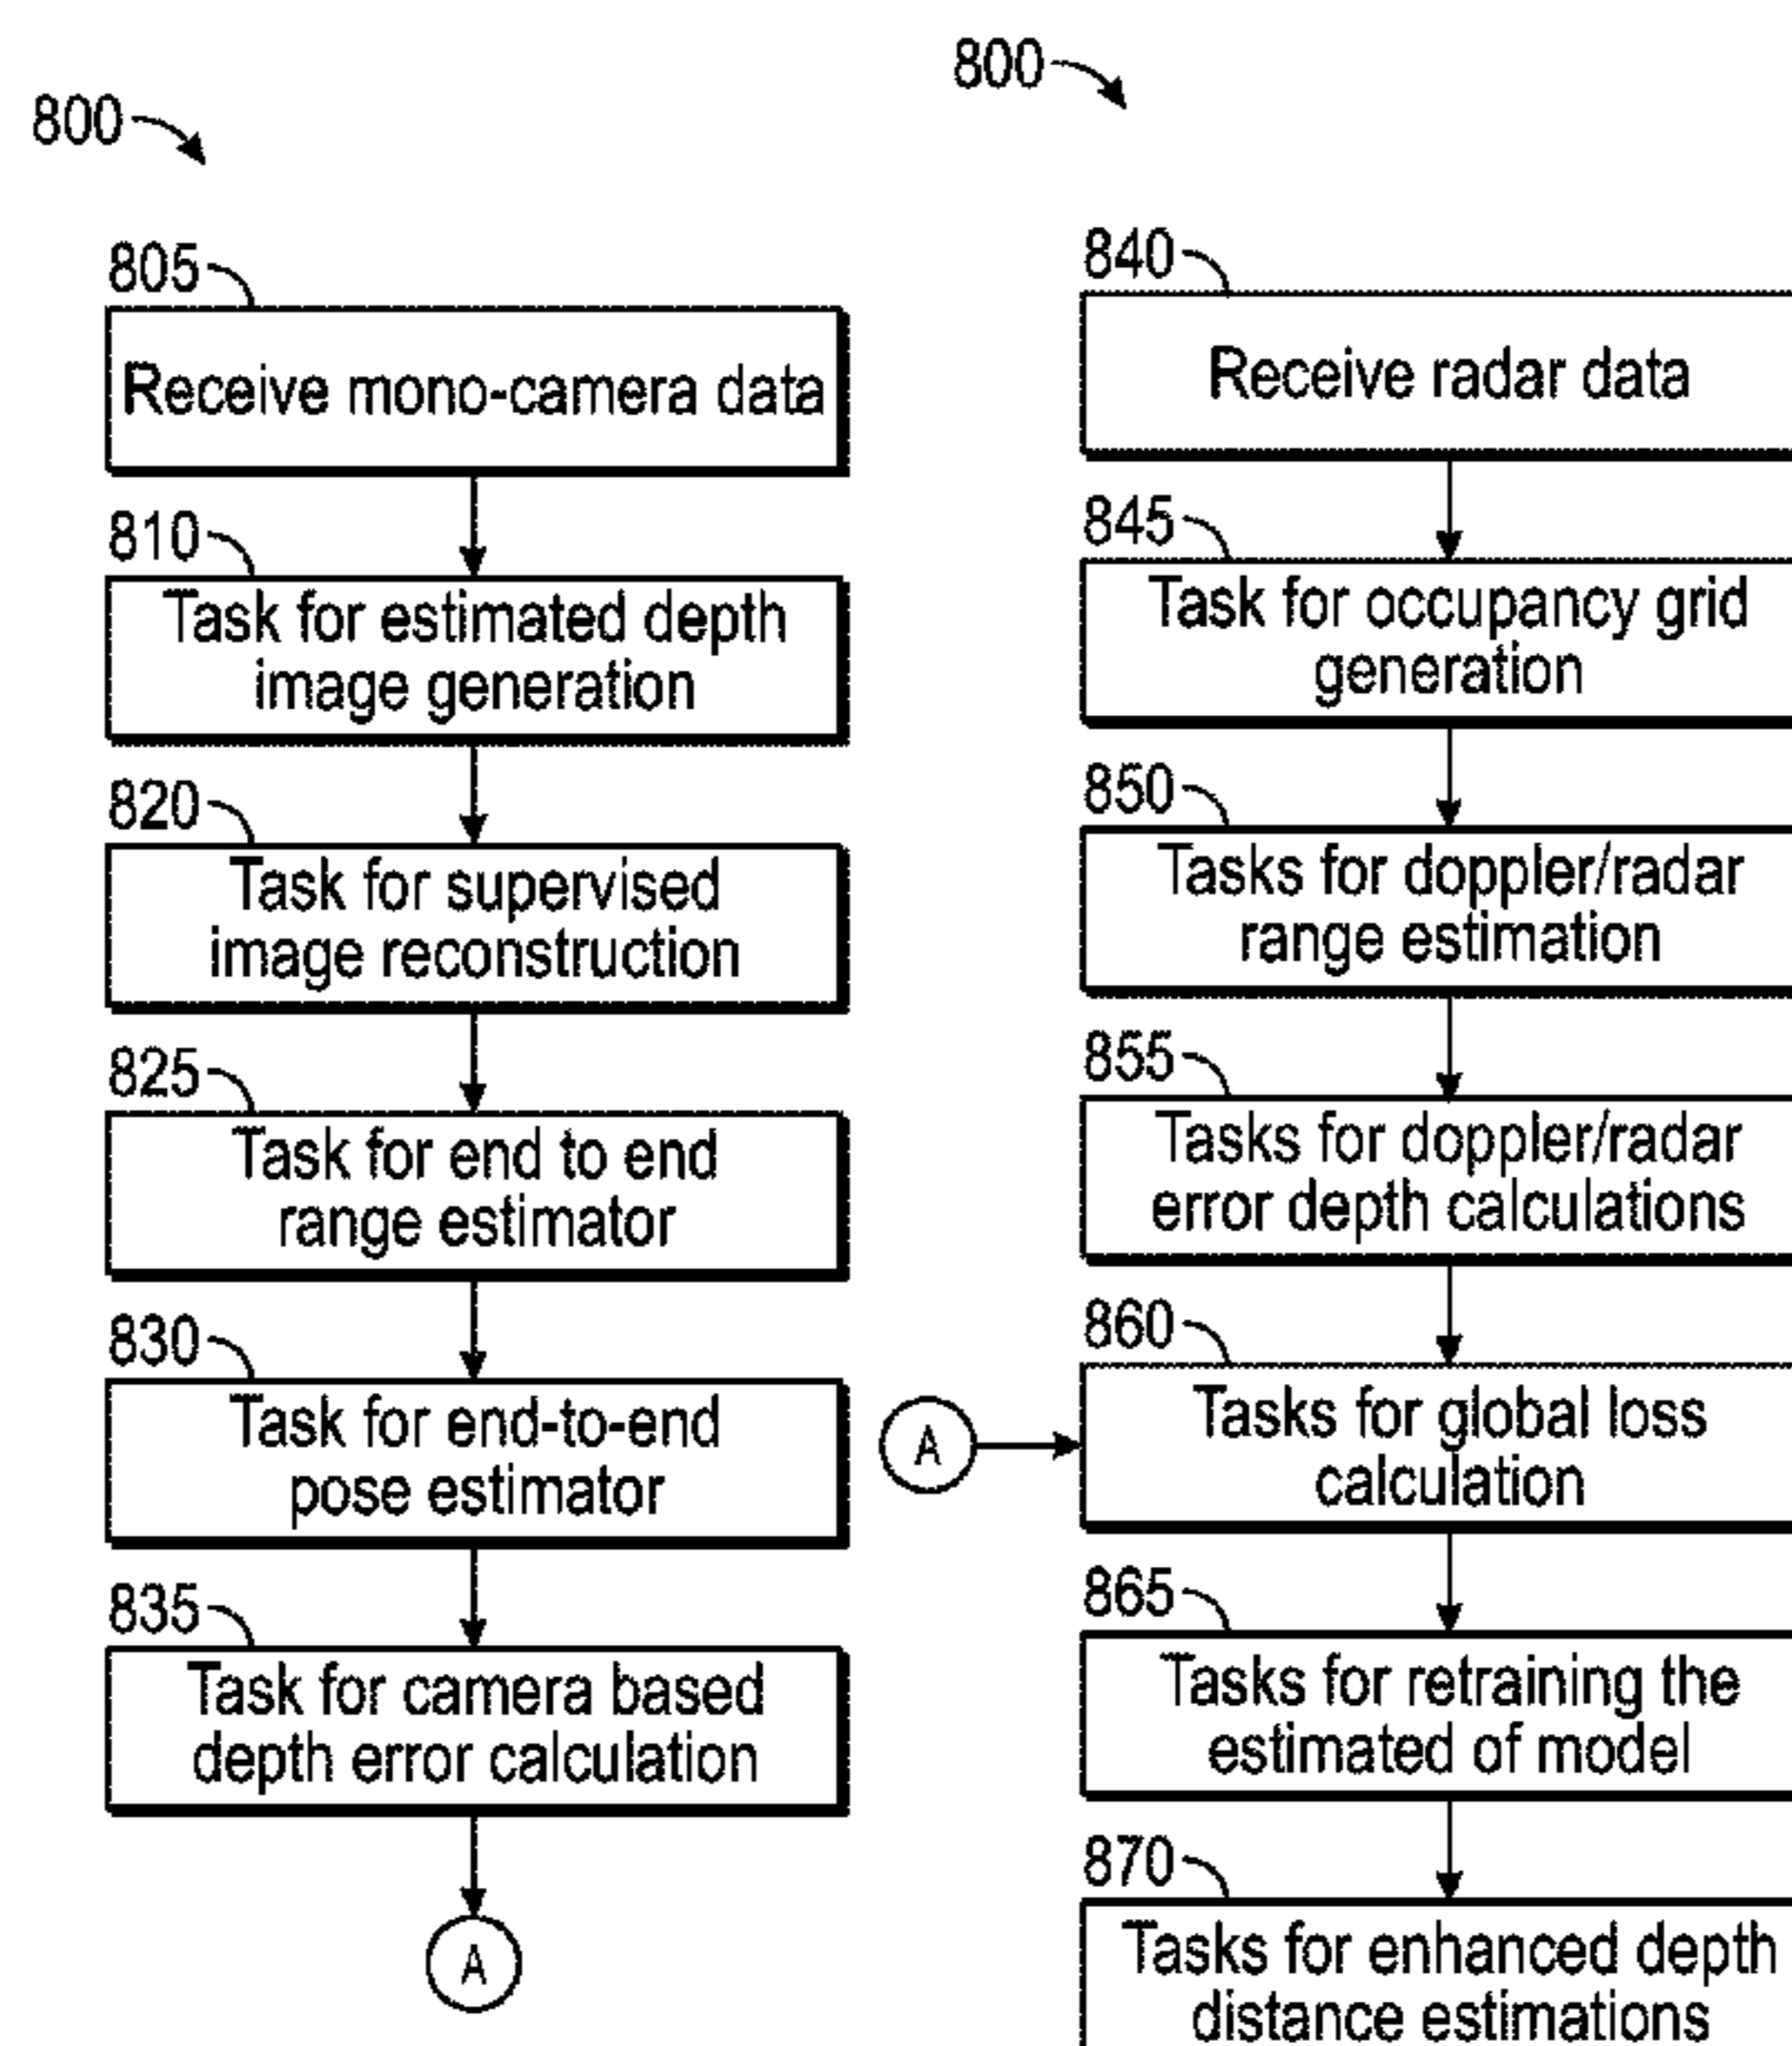 800
805
Receive mono-camera data
810
Task for estimated depth
image generation
820
Task for supervised
image reconstruction
825
Task for end to end
range estimator
830
Task for end-to-end
pose estimator
835
Task for camera based
depth error calculation
A
800
840
Receive radar data
845
Task for occupancy grid
generation
850
Tasks for doppler/radar
range estimation
855
Tasks for doppler/radar
error depth calculations
860
A
Tasks for global loss
calculation
865
Tasks for retraining the
estimated of model
870
Tasks for enhanced depth
distance estimations